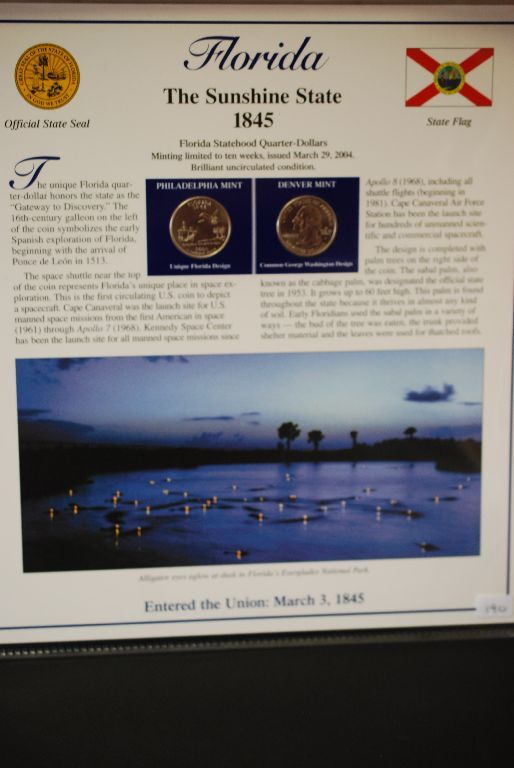 Florida
The Sunshine State
1845
Official State Seal
State Flag
Florida Statehood Quarter-Dollars
Minting limited to ten weeks, issued March 29, 2004.
Brilliant uncirculated condition.
The unique Florida quar-
ter-dollar honors the state as the
"Gateway to Discovery." The
16th-century galleon on the left
of the coin symbolizes the early
Spanish exploration of Florida,
beginning with the arrival of
Ponce de León in 1513.
The space shuttle near the top
of the coin represents Florida's unique place in space ex-
ploration. This is the first circulating U.S. coin to depict
a spacecraft. Cape Canaveral was the launch site for U.S.
manned space missions from the first American in space
(1961) through Apollo 7 (1968). Kennedy Space Center
has been the launch site for all manned space missions since
PHILADELPHIA MINT
Unique Florida Design
DENVER MINT
Common George Washington Design
Apollo 8 (1968), including all
shuttle flights (beginning in
1981). Cape Canaveral Air Force
Station has been the launch site
for hundreds of unmanned scien-
tific and commercial spacecraft.
The design is completed with
palm trees on the right side of
the coin. The sabal palm, also
known as the cabbage palm, was designated the official state
tree in 1953. It grows up to 60 feet high. This palm is found
throughout the state because it thrives in almost any kind
of soil. Early Floridians used the sabal palm in a variety of
ways — the bud of the tree was eaten, the trunk provided
shelter material and the leaves were used for thatched roofs.
Alligator eyes aglow at dusk in Florida's Everglades National Park.
Entered the Union: March 3, 1845